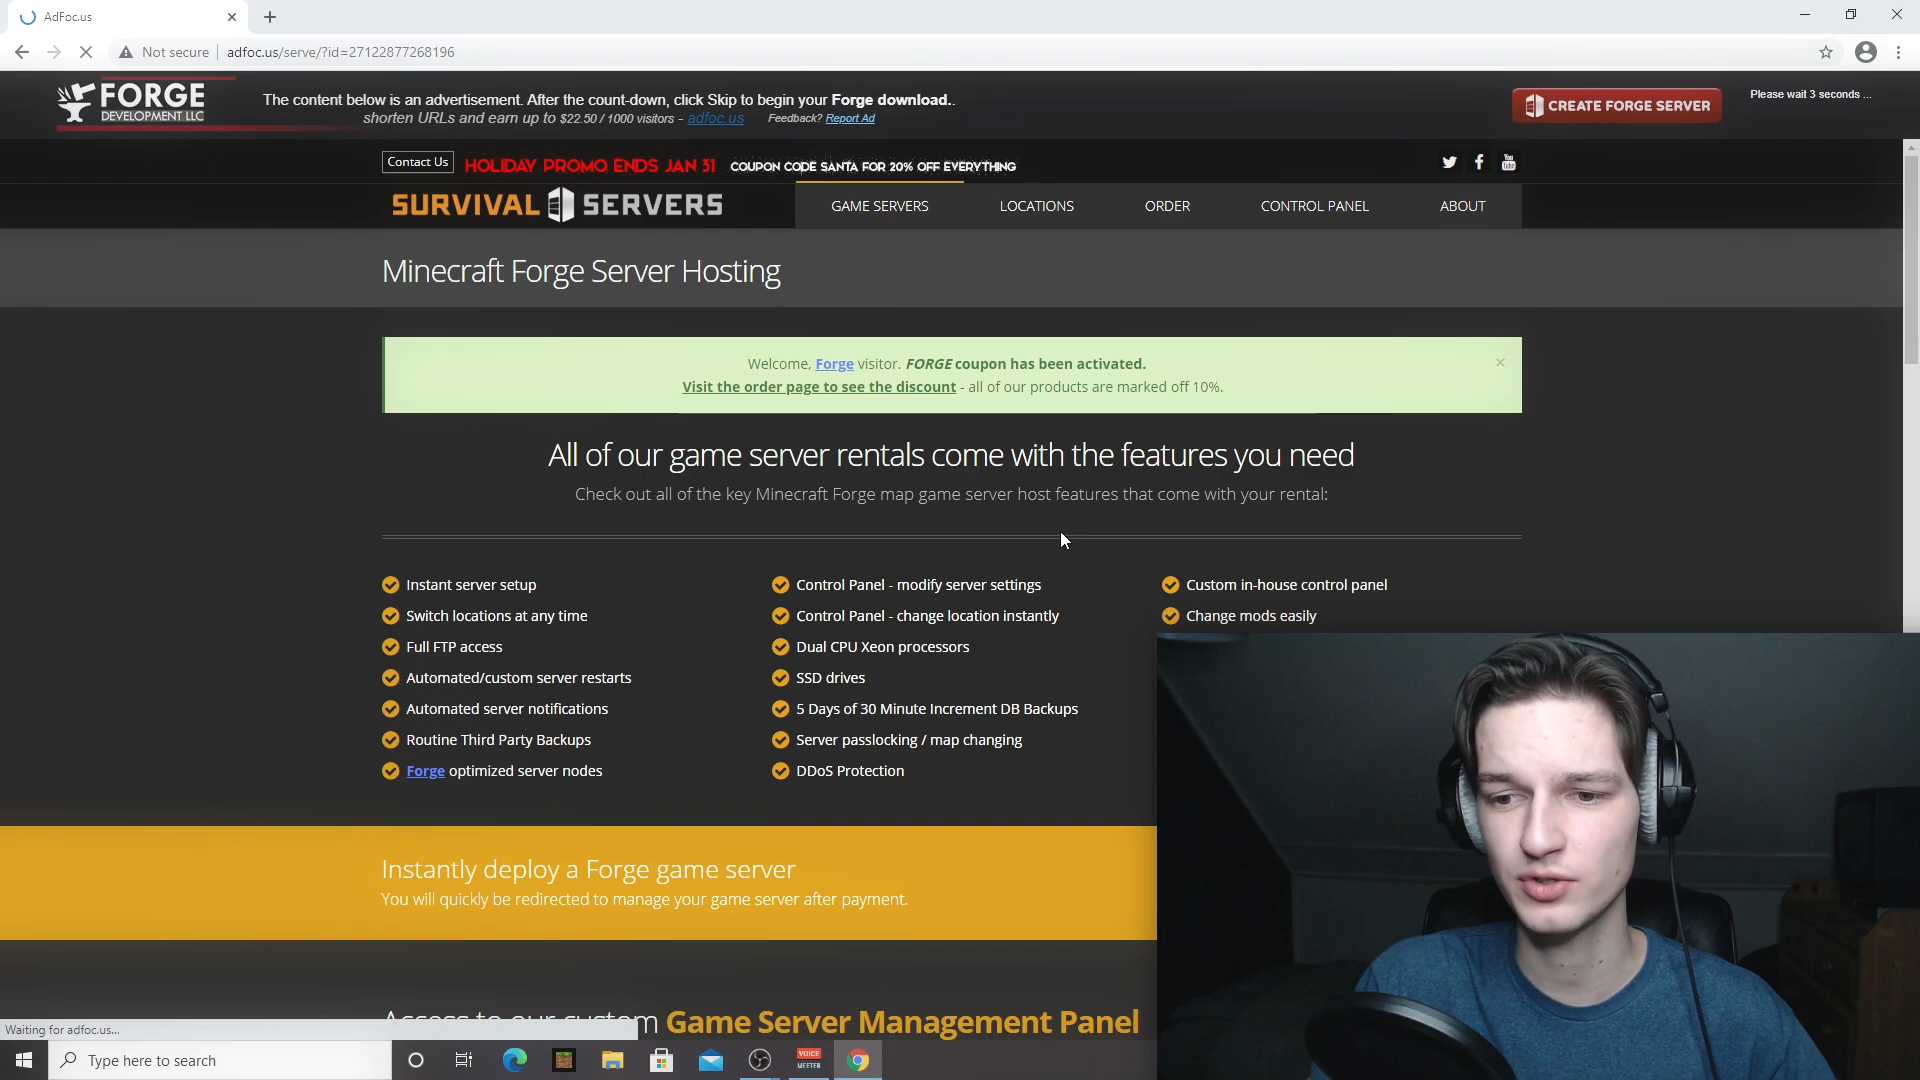 AdFoc.us
Not secure
adfoc.us/serve/?id=27122877268196
FORGE
DEVELOPMENT LLC
The content below is an advertisement. After the count-down, click Skip to begin your Forge download..
shorten URLs and earn up to $22.50 / 1000 visitors - adfoc.us Feedback? Report Ad
CREATE FORGE SERVER
Please wait 3 seconds ...
Contact Us
HOLIDAY PROMO ENDS JAN 31
COUPON CODE SANTA FOR 20% OFF EVERYTHING
You Tube
SURVIVAL SERVERS
GAME SERVERS
LOCATIONS
ORDER
CONTROL PANEL
ABOUT
Minecraft Forge Server Hosting
Welcome, Forge visitor. FORGE coupon has been activated.
Visit the order page to see the discount - all of our products are marked off 10%.
All of our game server rentals come with the features you need
Check out all of the key Minecraft Forge map game server host features that come with your rental:
Instant server setup
Switch locations at any time
Full FTP access
Automated/custom server restarts
Automated server notifications
Routine Third Party Backups
Forge optimized server nodes
Control Panel - modify server settings
Control Panel - change location instantly
Dual CPU Xeon processors
SSD drives
5 Days of 30 Minute Increment DB Backups
Server passlocking / map changing
DDoS Protection
Custom in-house control panel
Change mods easily
Instantly deploy a Forge game server
You will quickly be redirected to manage your game server after payment.
Access to our custom Game Server Management Panel
Waiting for adfoc.us...
Type here to search
VOICE
MEETER